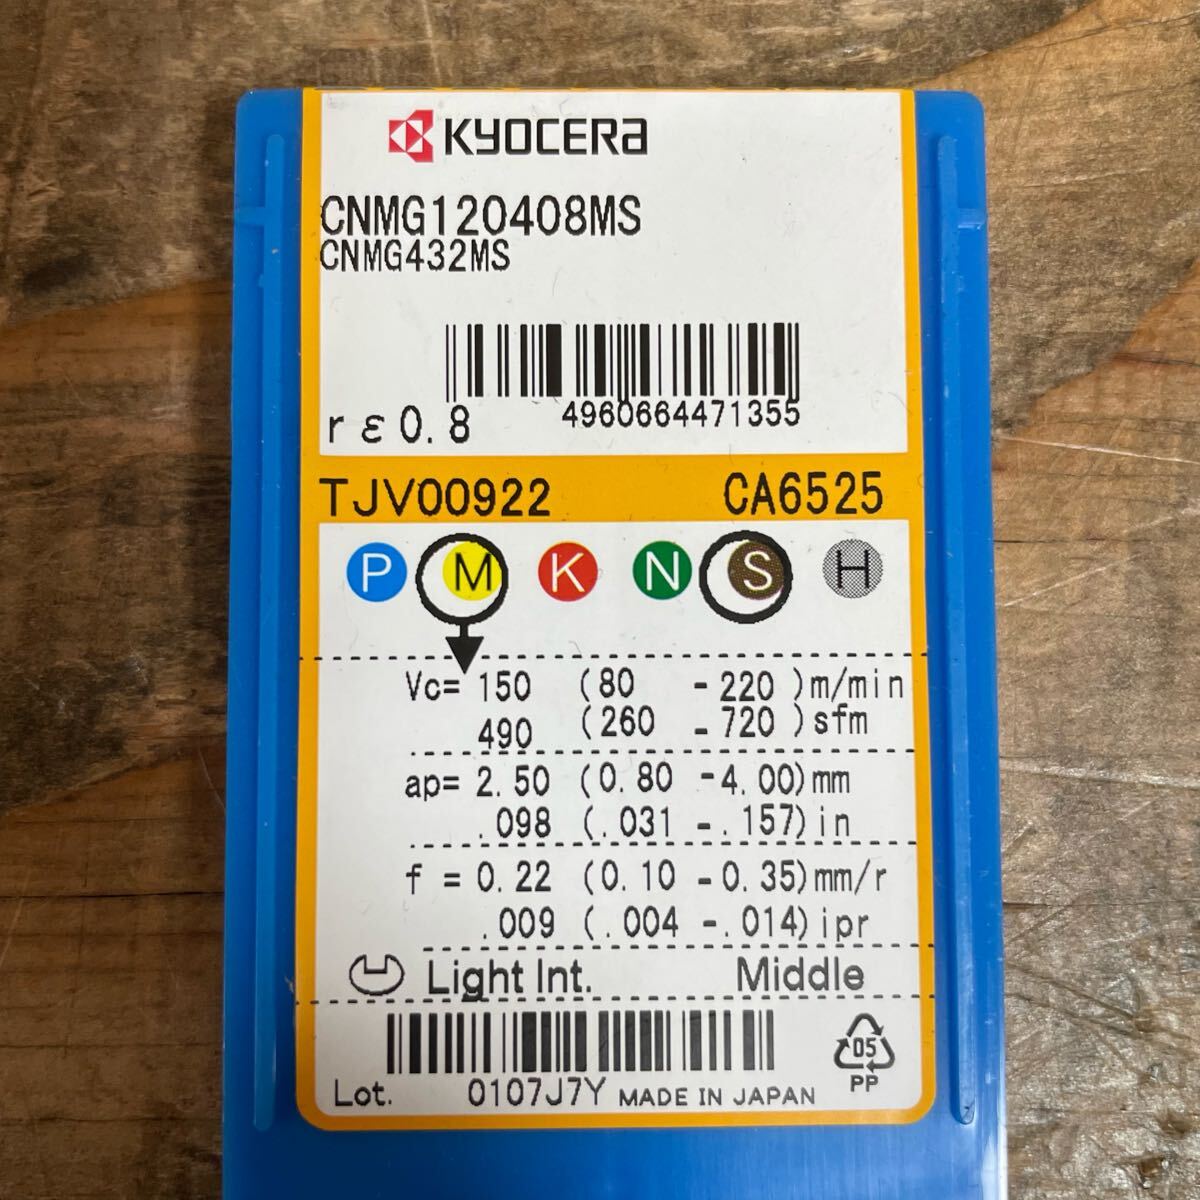 KYOCERA
CNMG120408MS
CNMG432MS
4960664471355
rε0.8
TJV00922 CA6525
P M K N S H
Vc= 150 (80 -220 )m/min
490 (260 -720 )sfm
ap= 2.50 (0.80 -4.00)mm
.098 (.031 -.157)in
f = 0.22 (0.10 -0.35)mm/r
.009 (.004 -.014)ipr
Light Int. Middle
05
PP
Lot. 0107J7Y MADE IN JAPAN